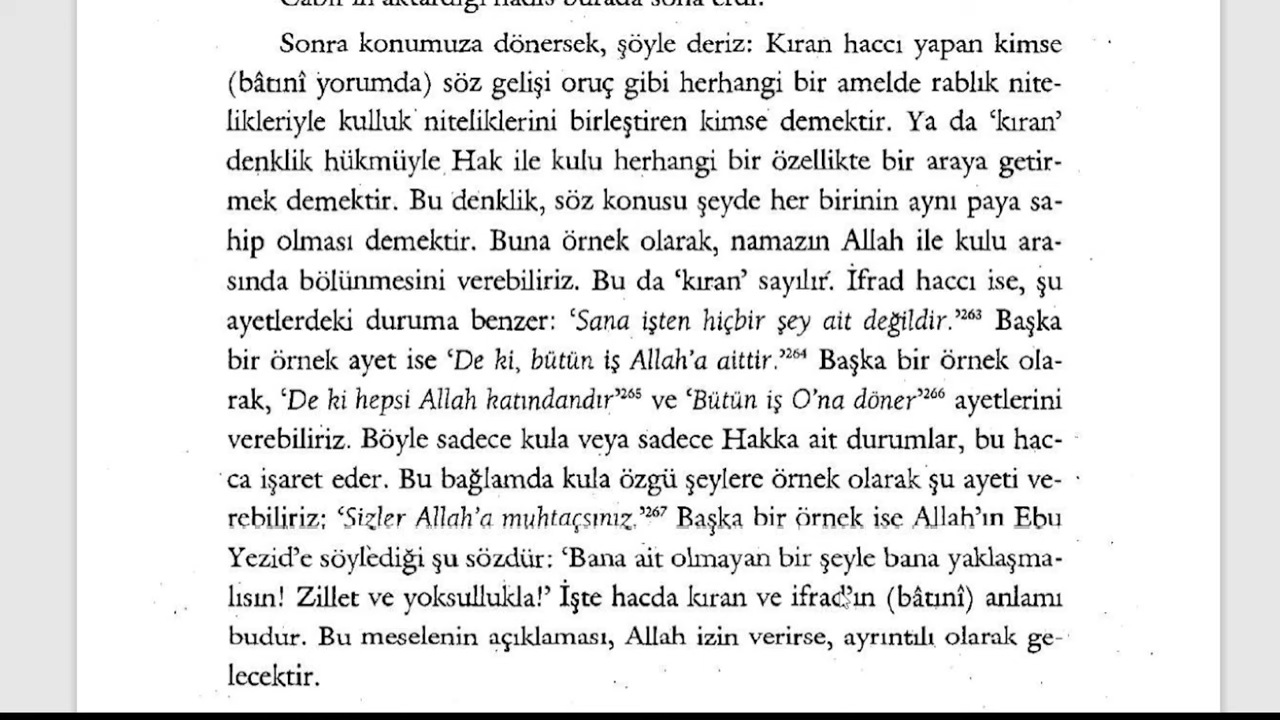 Cabir'in aktardığı hadis burada sona erdi.
Sonra konumuza dönersek, şöyle deriz: Kıran haccı yapan kimse
(bâtınî yorumda) söz gelişi oruç gibi herhangi bir amelde rablık nite-
likleriyle kulluk niteliklerini birleştiren kimse demektir. Ya da ‘kıran’
denklik hükmüyle Hak ile kulu herhangi bir özellikte bir araya getir-
mek demektir. Bu denklik, söz konusu şeyde her birinin aynı paya sa-
hip olması demektir. Buna örnek olarak, namazın Allah ile kulu ara-
sında bölünmesini verebiliriz. Bu da ‘kıran’ sayılır. İfrad haccı ise, şu
ayetlerdeki duruma benzer: ‘Sana işten hiçbir şey ait değildir.’²⁶³ Başka
bir örnek ayet ise ‘De ki, bütün iş Allah’a aittir.’²⁶⁴ Başka bir örnek ola-
rak, ‘De ki hepsi Allah katındandır’²⁶⁵ ve ‘Bütün iş O’na döner’²⁶⁶ ayetlerini
verebiliriz. Böyle sadece kula veya sadece Hakka ait durumlar, bu hac-
ca işaret eder. Bu bağlamda kula özgü şeylere örnek olarak şu ayeti ve-
rebiliriz: ‘Sizler Allah’a muhtaçsınız.’²⁶⁷ Başka bir örnek ise Allah’ın Ebu
Yezid’e söylediği şu sözdür: ‘Bana ait olmayan bir şeyle bana yaklaşma-
lısın! Zillet ve yoksullukla!’ İşte hacda kıran ve ifrad’ın (bâtınî) anlamı
budur. Bu meselenin açıklaması, Allah izin verirse, ayrıntılı olarak ge-
lecektir.